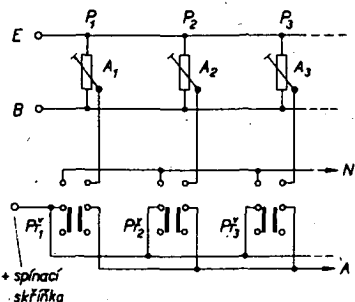 P₁ P₂ P₃
E
A₁ A₂ A₃
B
N
Př₁ Př₂ Př₃
A
+ spínací
skříňka